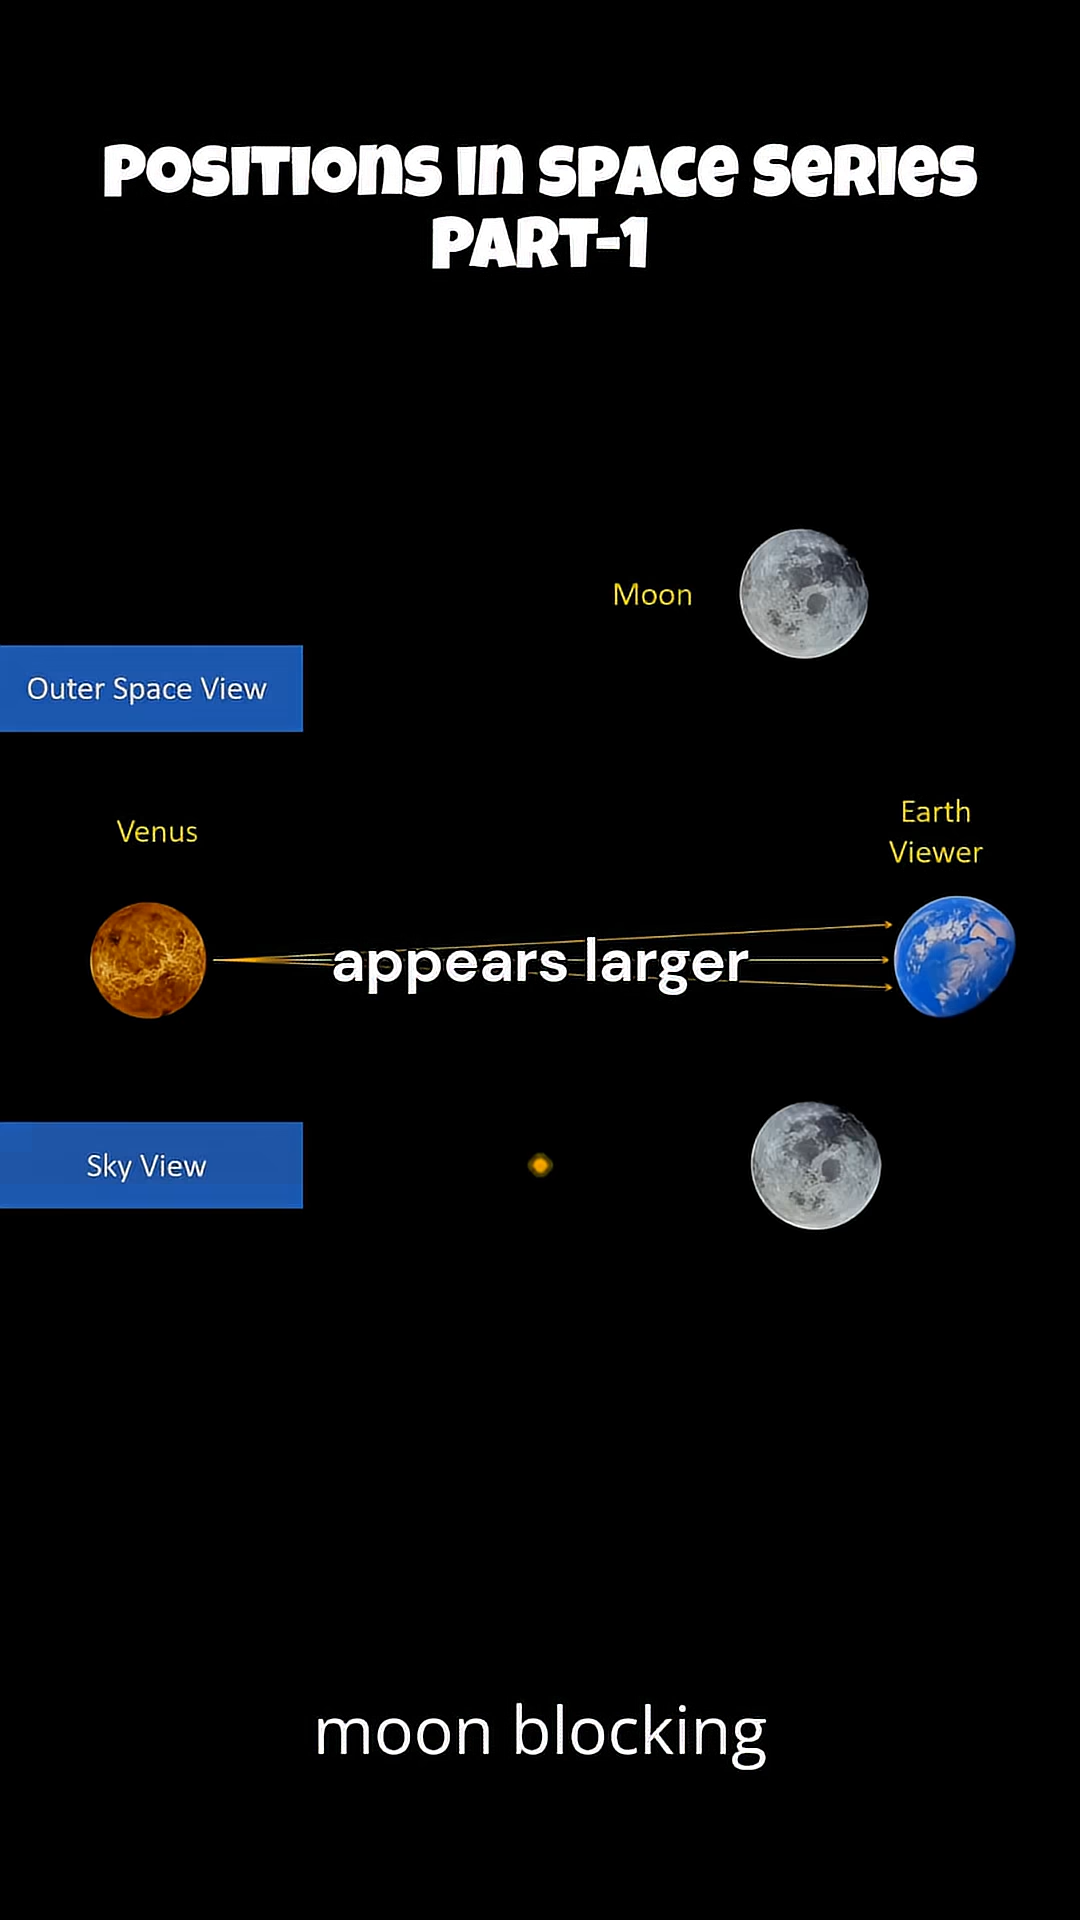 POSITIONS IN SPACE SERIES
PART-1
Moon
Outer Space View
Venus
Earth
Viewer
appears larger
Sky View
moon blocking